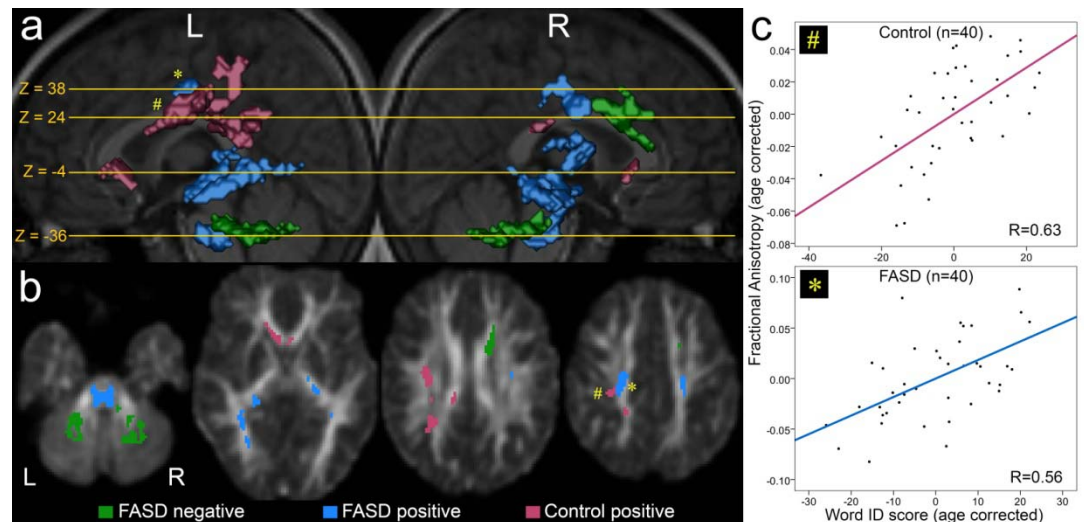 a
L
R
*
#
Z = 38
Z = 24
Z = -4
Z = -36
b
#
*
L
R
FASD negative
FASD positive
Control positive
c
Fractional Anisotropy (age corrected)
#
Control (n=40)
0.04
0.02
0.00
-0.02
-0.04
-0.06
-0.08
R=0.63
-40
-20
0
20
*
FASD (n=40)
0.10
0.05
0.00
-0.05
-0.10
R=0.56
-30
-20
-10
0
10
20
30
Word ID score (age corrected)